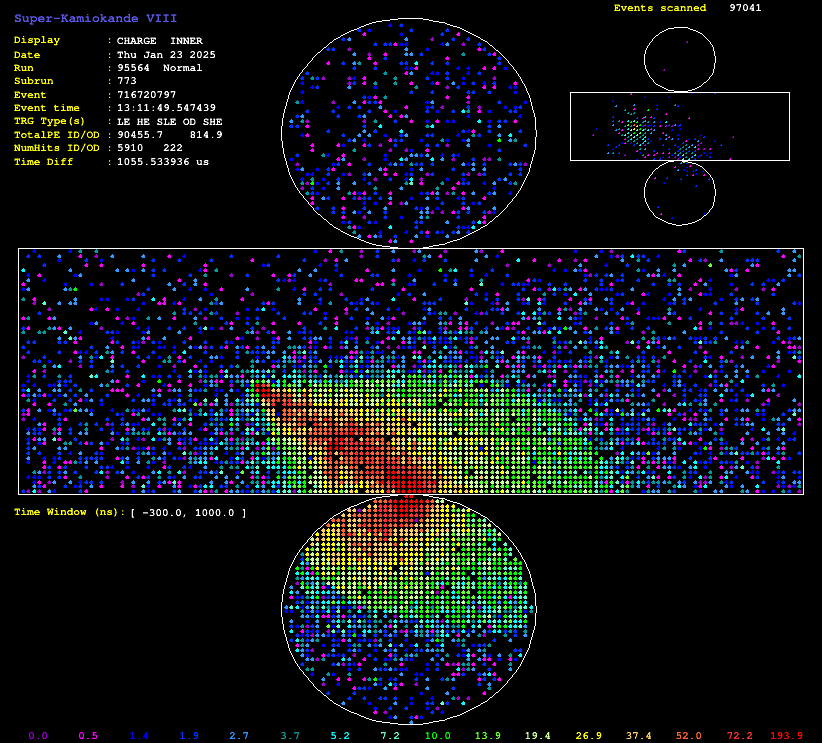 Events scanned 97041
Super-Kamiokande VIII
Display : CHARGE INNER
Date : Thu Jan 23 2025
Run : 95564 Normal
Subrun : 773
Event : 716720797
Event time : 13:11:49.547439
TRG Type(s) : LE HE SLE OD SHE
TotalPE ID/OD : 90455.7 814.9
NumHits ID/OD : 5910 222
Time Diff : 1055.533936 us
Time Window (ns): [ -300.0, 1000.0 ]
0.0 0.5 1.4 1.9 2.7 3.7 5.2 7.2 10.0 13.9 19.4 26.9 37.4 52.0 72.2 193.9